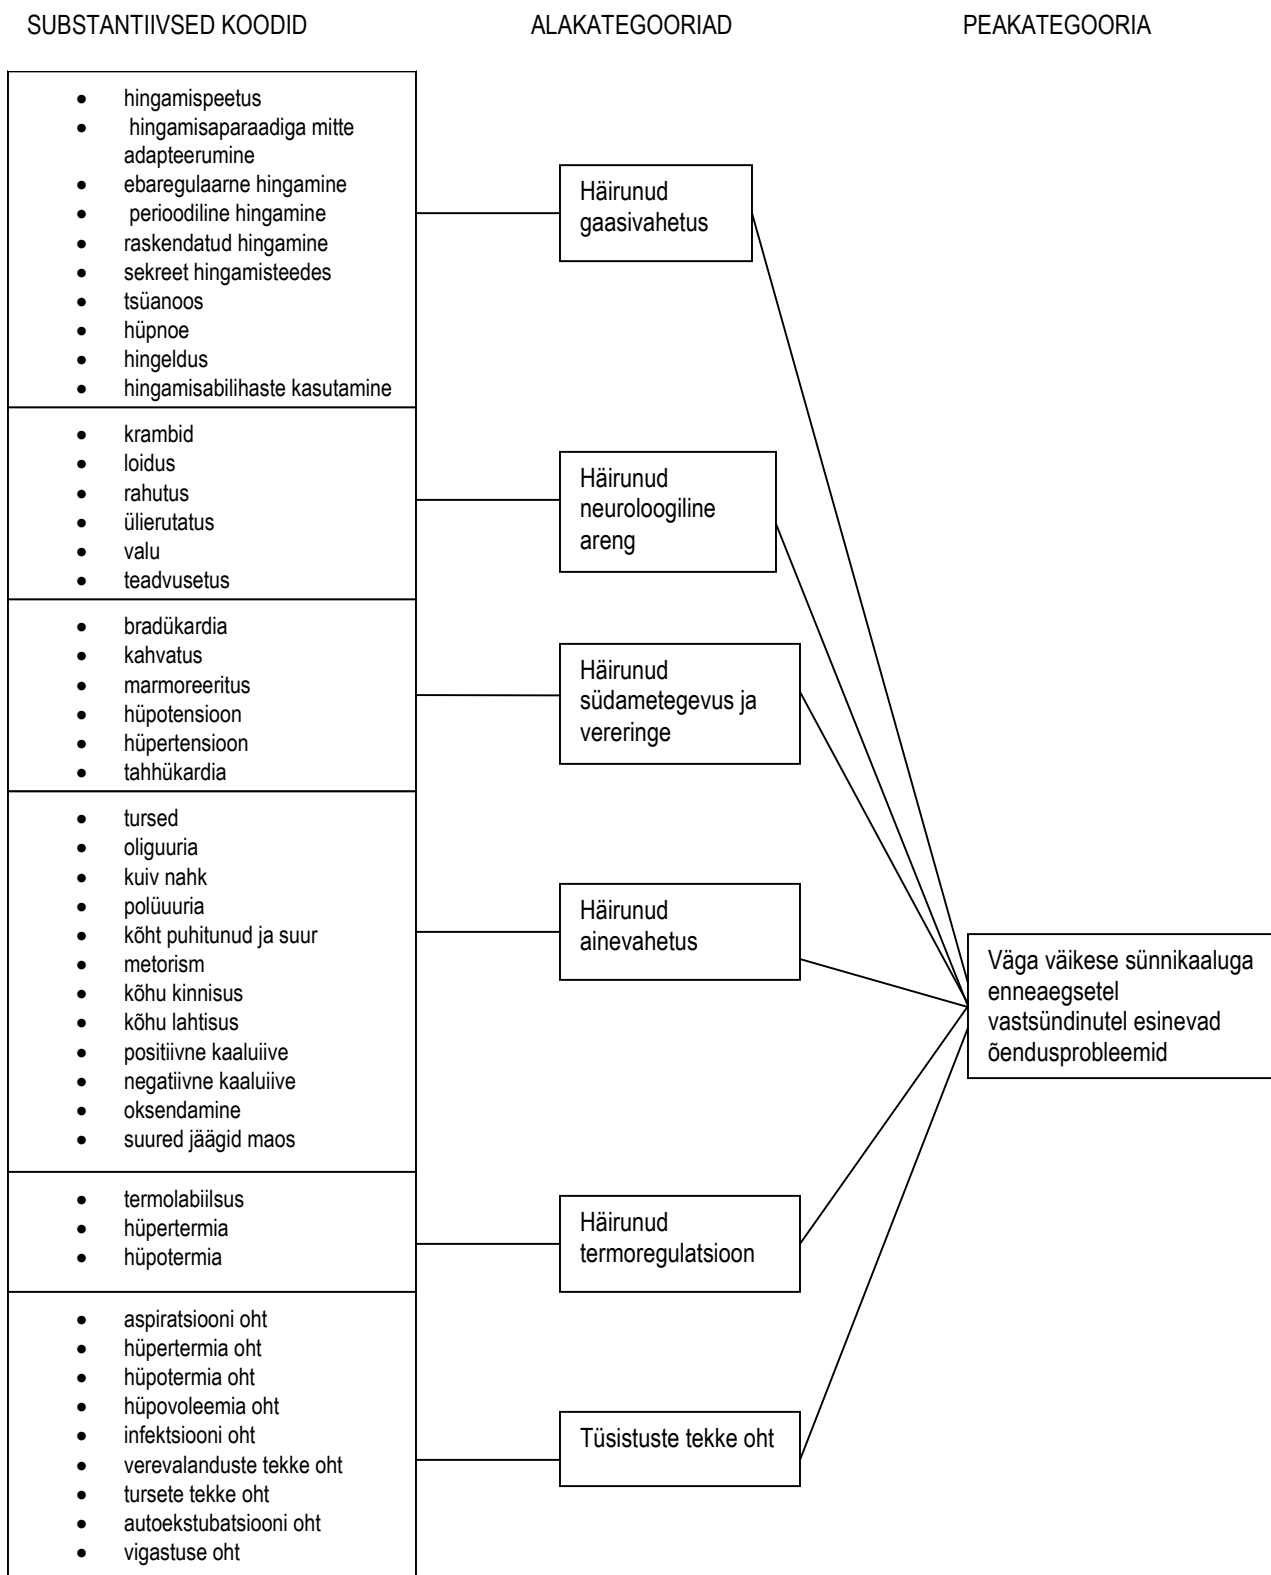 SUBSTANTIIVSED KOODID
ALAKATEGOORIAD
PEAKATEGOORIA
• hingamispeetus
• hingamisaparaadiga mitte
adapteerumine
• ebaregulaarne hingamine
• perioodiline hingamine
• raskendatud hingamine
• sekreet hingamisteedes
• tsüanoos
• hüpnoe
• hingeldus
• hingamisabilihaste kasutamine
Häirunud
gaasivahetus
• krambid
• loidus
• rahutus
• ülierutatus
• valu
• teadvusetus
Häirunud
neuroloogiline
areng
• bradükardia
• kahvatus
• marmoreeritus
• hüpotensioon
• hüpertensioon
• tahhükardia
Häirunud
südametegevus ja
vereringe
• tursed
• oliguuria
• kuiv nahk
• polüuuria
• kõht puhitunud ja suur
• metorism
• kõhu kinnisus
• kõhu lahtisus
• positiivne kaaluiive
• negatiivne kaaluiive
• oksendamine
• suured jäägid maos
Häirunud
ainevahetus
• termolabiilsus
• hüpertermia
• hüpotermia
Häirunud
termoregulatsioon
• aspiratsiooni oht
• hüpertermia oht
• hüpotermia oht
• hüpovoleemia oht
• infektsiooni oht
• verevalanduste tekke oht
• tursete tekke oht
• autoekstubatsiooni oht
• vigastuse oht
Tüsistuste tekke oht
Väga väikese sünnikaaluga
enneaegsetel
vastsündinutel esinevad
õendusprobleemid